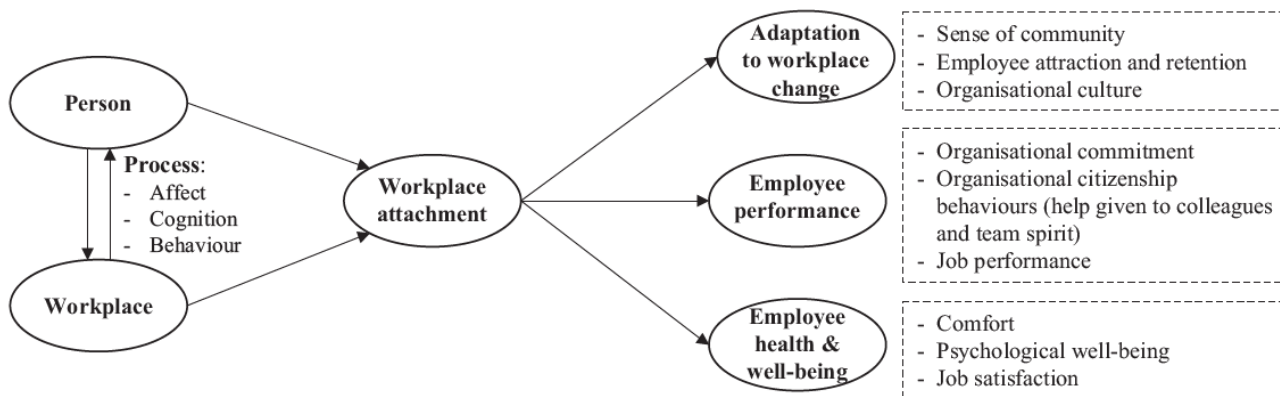 Person
Process:
- Affect
- Cognition
- Behaviour
Workplace
Workplace
attachment
Adaptation
to workplace
change
- Sense of community
- Employee attraction and retention
- Organisational culture
Employee
performance
- Organisational commitment
- Organisational citizenship
behaviours (help given to colleagues
and team spirit)
- Job performance
Employee
health &
well-being
- Comfort
- Psychological well-being
- Job satisfaction